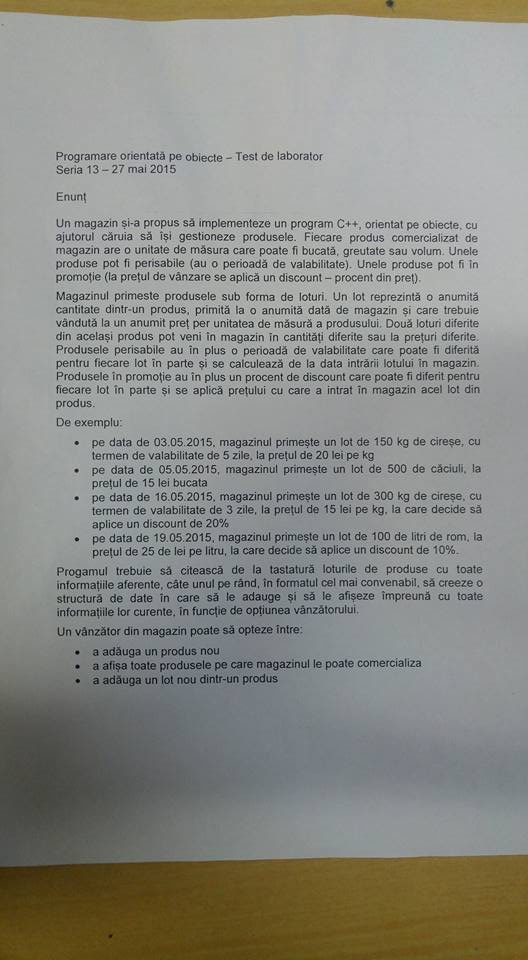 Programare orientată pe obiecte – Test de laborator
Seria 13 – 27 mai 2015
Enunț
Un magazin și-a propus să implementeze un program C++, orientat pe obiecte, cu
ajutorul căruia să își gestioneze produsele. Fiecare produs comercializat de
magazin are o unitate de măsura care poate fi bucată, greutate sau volum. Unele
produse pot fi perisabile (au o perioadă de valabilitate). Unele produse pot fi în
promoție (la prețul de vânzare se aplică un discount – procent din preț).
Magazinul primeste produsele sub forma de loturi. Un lot reprezintă o anumită
cantitate dintr-un produs, primită la o anumită dată de magazin și care trebuie
vândută la un anumit preț per unitatea de măsură a produsului. Două loturi diferite
din același produs pot veni în magazin în cantități diferite sau la prețuri diferite.
Produsele perisabile au în plus o perioadă de valabilitate care poate fi diferită
pentru fiecare lot în parte și se calculează de la data intrării lotului în magazin.
Produsele în promoție au în plus un procent de discount care poate fi diferit pentru
fiecare lot în parte și se aplică prețului cu care a intrat în magazin acel lot din
produs.
De exemplu:
• pe data de 03.05.2015, magazinul primește un lot de 150 kg de cireșe, cu
termen de valabilitate de 5 zile, la prețul de 20 lei pe kg
• pe data de 05.05.2015, magazinul primește un lot de 500 de căciuli, la
prețul de 15 lei bucata
• pe data de 16.05.2015, magazinul primește un lot de 300 kg de cireșe, cu
termen de valabilitate de 3 zile, la prețul de 15 lei pe kg, la care decide să
aplice un discount de 20%
• pe data de 19.05.2015, magazinul primește un lot de 100 de litri de rom, la
prețul de 25 de lei pe litru, la care decide să aplice un discount de 10%.
Progamul trebuie să citească de la tastatură loturile de produse cu toate
informațiile aferente, câte unul pe rând, în formatul cel mai convenabil, să creeze o
structură de date în care să le adauge și să le afișeze împreună cu toate
informațiile lor curente, în funcție de opțiunea vânzătorului.
Un vânzător din magazin poate să opteze între:
• a adăuga un produs nou
• a afișa toate produsele pe care magazinul le poate comercializa
• a adăuga un lot nou dintr-un produs